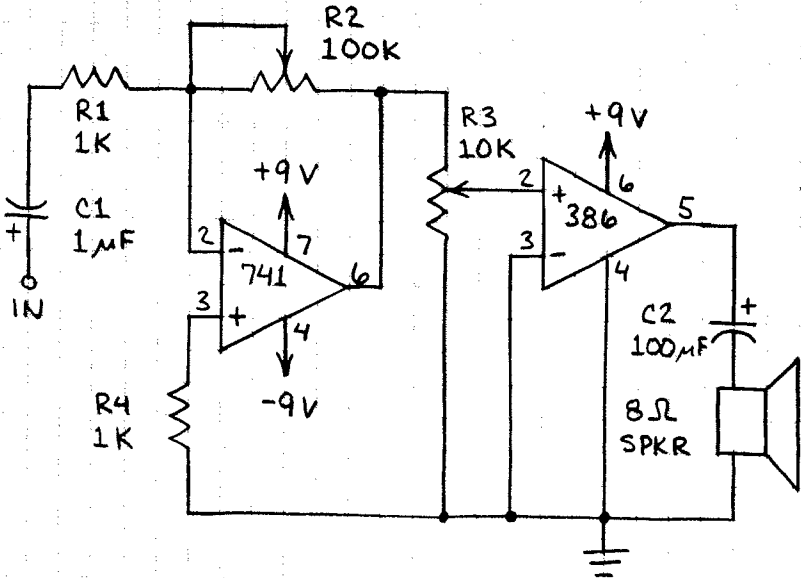 R2
100K
R1
1K
+9V
R3
10K
+9V
2
+
6
386
5
3
-
4
C1
+
1µF
IN
2
-
7
741
6
3
+
4
-9V
C2
+
100µF
R4
1K
8Ω
SPKR